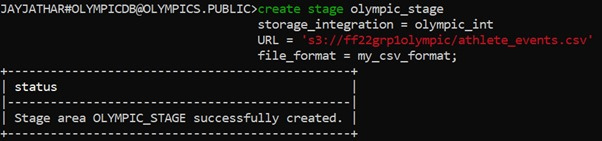 JAYJATHAR#OLYMPICDB@OLYMPICS.PUBLIC>create stage olympic_stage
storage_integration = olympic_int
URL = 's3://ff22grp1olympic/athlete_events.csv'
file_format = my_csv_format;
+-------------------------------------------------+
| status                                          |
|-------------------------------------------------|
| Stage area OLYMPIC_STAGE successfully created. |
+-------------------------------------------------+